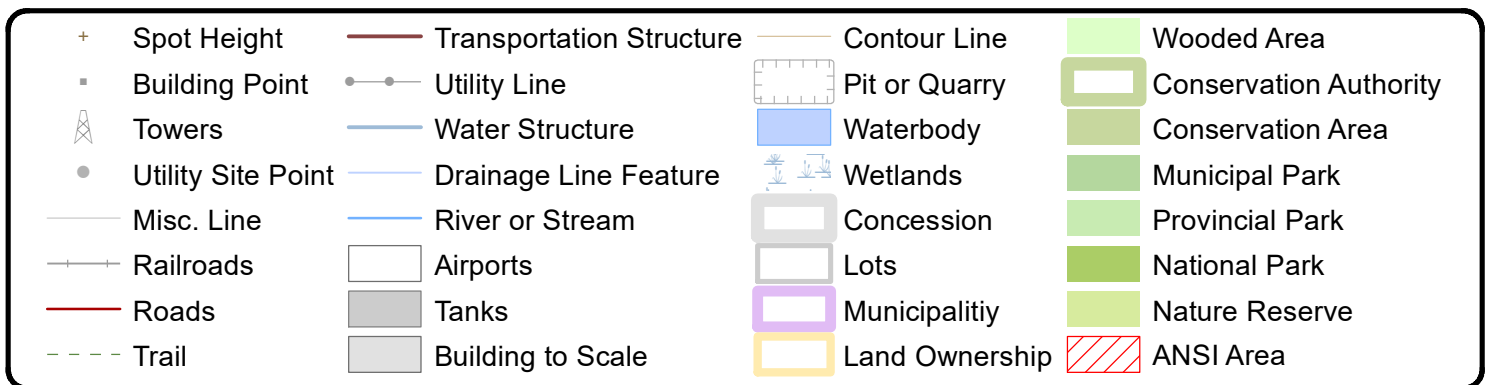 Spot Height
Building Point
Towers
Utility Site Point
Misc. Line
Railroads
Roads
Trail
Transportation Structure
Utility Line
Water Structure
Drainage Line Feature
River or Stream
Airports
Tanks
Building to Scale
Contour Line
Pit or Quarry
Waterbody
Wetlands
Concession
Lots
Municipalitiy
Land Ownership
Wooded Area
Conservation Authority
Conservation Area
Municipal Park
Provincial Park
National Park
Nature Reserve
ANSI Area